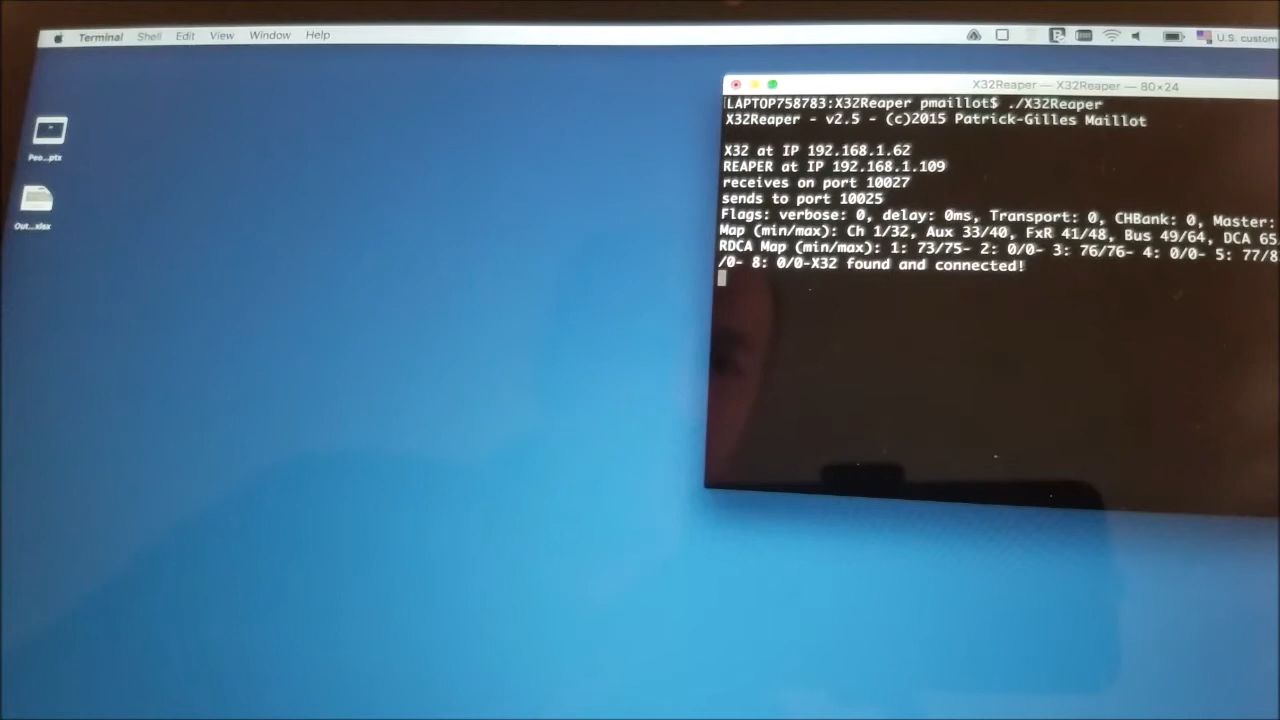 Terminal Shell Edit View Window Help
U.S. custom
X32Reaper — X32Reaper — 80×24
LAPTOP758783:X32Reaper pmaillot$ ./X32Reaper
X32Reaper - v2.5 - (c)2015 Patrick-Gilles Maillot
X32 at IP 192.168.1.62
REAPER at IP 192.168.1.109
receives on port 10027
sends to port 10025
Flags: verbose: 0, delay: 0ms, Transport: 0, CHBank: 0, Master:
Map (min/max): Ch 1/32, Aux 33/40, FxR 41/48, Bus 49/64, DCA 65
RDCA Map (min/max): 1: 73/75- 2: 0/0- 3: 76/76- 4: 0/0- 5: 77/8
/0- 8: 0/0-X32 found and connected!
Peo...ptx
Out...xlsx